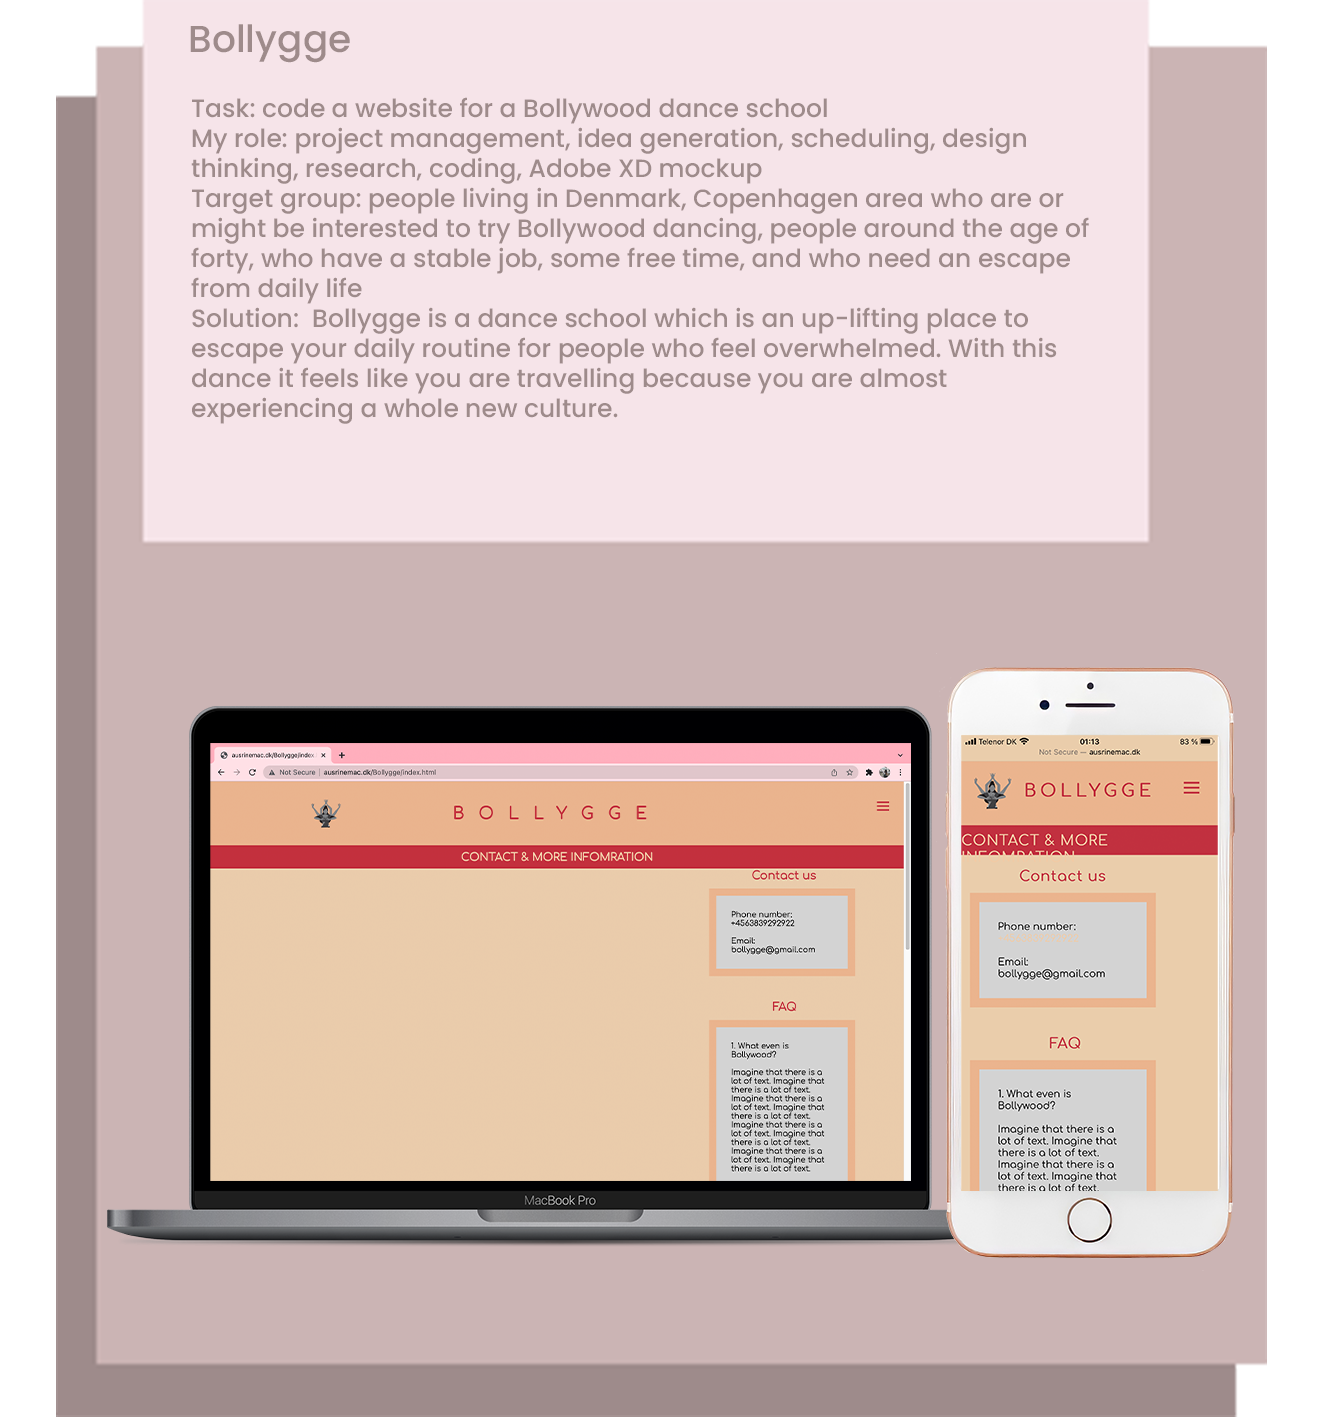 Bollygge
Task: code a website for a Bollywood dance school
My role: project management, idea generation, scheduling, design
thinking, research, coding, Adobe XD mockup
Target group: people living in Denmark, Copenhagen area who are or
might be interested to try Bollywood dancing, people around the age of
forty, who have a stable job, some free time, and who need an escape
from daily life
Solution:  Bollygge is a dance school which is an up-lifting place to
escape your daily routine for people who feel overwhelmed. With this
dance it feels like you are travelling because you are almost
experiencing a whole new culture.
ausrinemac.dk/Bollygge/index
Not Secure | ausrinemac.dk/Bollygge/index.html
BOLLYGGE
CONTACT & MORE INFOMRATION
Contact us
Phone number:
+4563839292922
Email:
bollygge@gmail.com
FAQ
1. What even is
Bollywood?
Imagine that there is a
lot of text. Imagine that
there is a lot of text.
Imagine that there is a
lot of text. Imagine that
there is a lot of text.
Imagine that there is a
lot of text. Imagine that
there is a lot of text.
Imagine that there is a
lot of text. Imagine that
there is a lot of text.
MacBook Pro
Telenor DK 01:13 83 %
Not Secure — ausrinemac.dk
BOLLYGGE
CONTACT & MORE
INFOMRATION
Contact us
Phone number:
Email:
bollygge@gmail.com
FAQ
1. What even is
Bollywood?
Imagine that there is a
lot of text. Imagine that
there is a lot of text.
Imagine that there is a
lot of text. Imagine that
there is a lot of text.